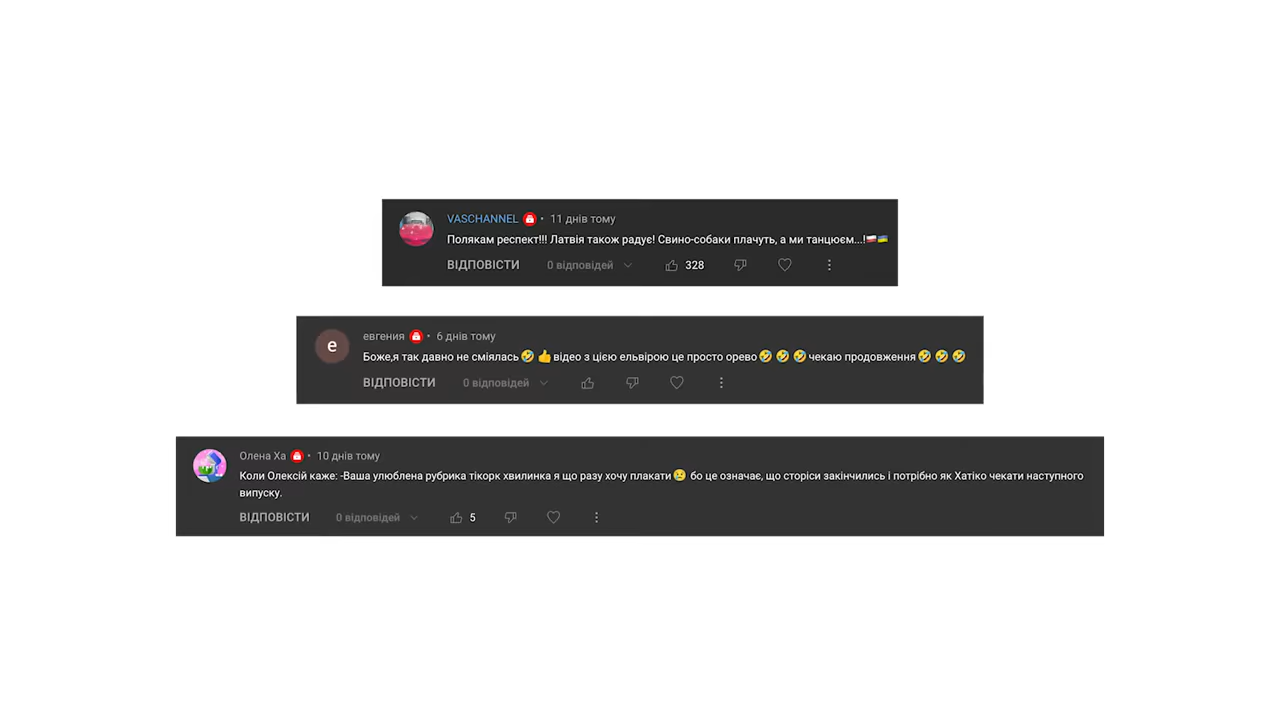 VASCHANNEL • 11 днів тому
Полякам респект!!! Латвія також радує! Свино-собаки плачуть, а ми танцюєм...!🇵🇱🇺🇦
ВІДПОВІСТИ 0 відповідей 328
е
евгения • 6 днів тому
Боже,я так давно не сміялась🤣👍відео з цією ельвірою це просто орево🤣🤣🤣чекаю продовження🤣🤣🤣
ВІДПОВІСТИ 0 відповідей
Олена Ха • 10 днів тому
Коли Олексій каже: -Ваша улюблена рубрика тікорк хвилинка я що разу хочу плакати😢 бо це означає, що сторіси закінчились і потрібно як Хатіко чекати наступного
випуску.
ВІДПОВІСТИ 0 відповідей 5